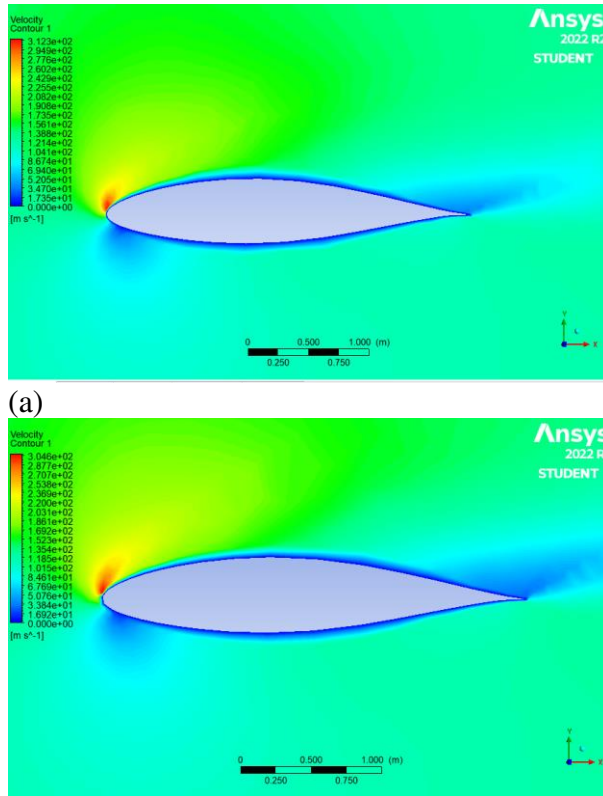 Velocity
Contour 1
3.123e+02
2.949e+02
2.776e+02
2.602e+02
2.429e+02
2.255e+02
2.082e+02
1.908e+02
1.735e+02
1.561e+02
1.388e+02
1.214e+02
1.041e+02
8.674e+01
6.940e+01
5.205e+01
3.470e+01
1.735e+01
0.000e+00
[m s^-1]
Ansys
2022 R2
STUDENT
0 0.500 1.000 (m)
0.250 0.750
Y
X
(a)
Velocity
Contour 1
3.046e+02
2.877e+02
2.707e+02
2.538e+02
2.369e+02
2.200e+02
2.031e+02
1.861e+02
1.692e+02
1.523e+02
1.354e+02
1.185e+02
1.015e+02
8.461e+01
6.769e+01
5.076e+01
3.384e+01
1.692e+01
0.000e+00
[m s^-1]
Ansys
2022 R
STUDENT
0 0.500 1.000 (m)
0.250 0.750
Y
X